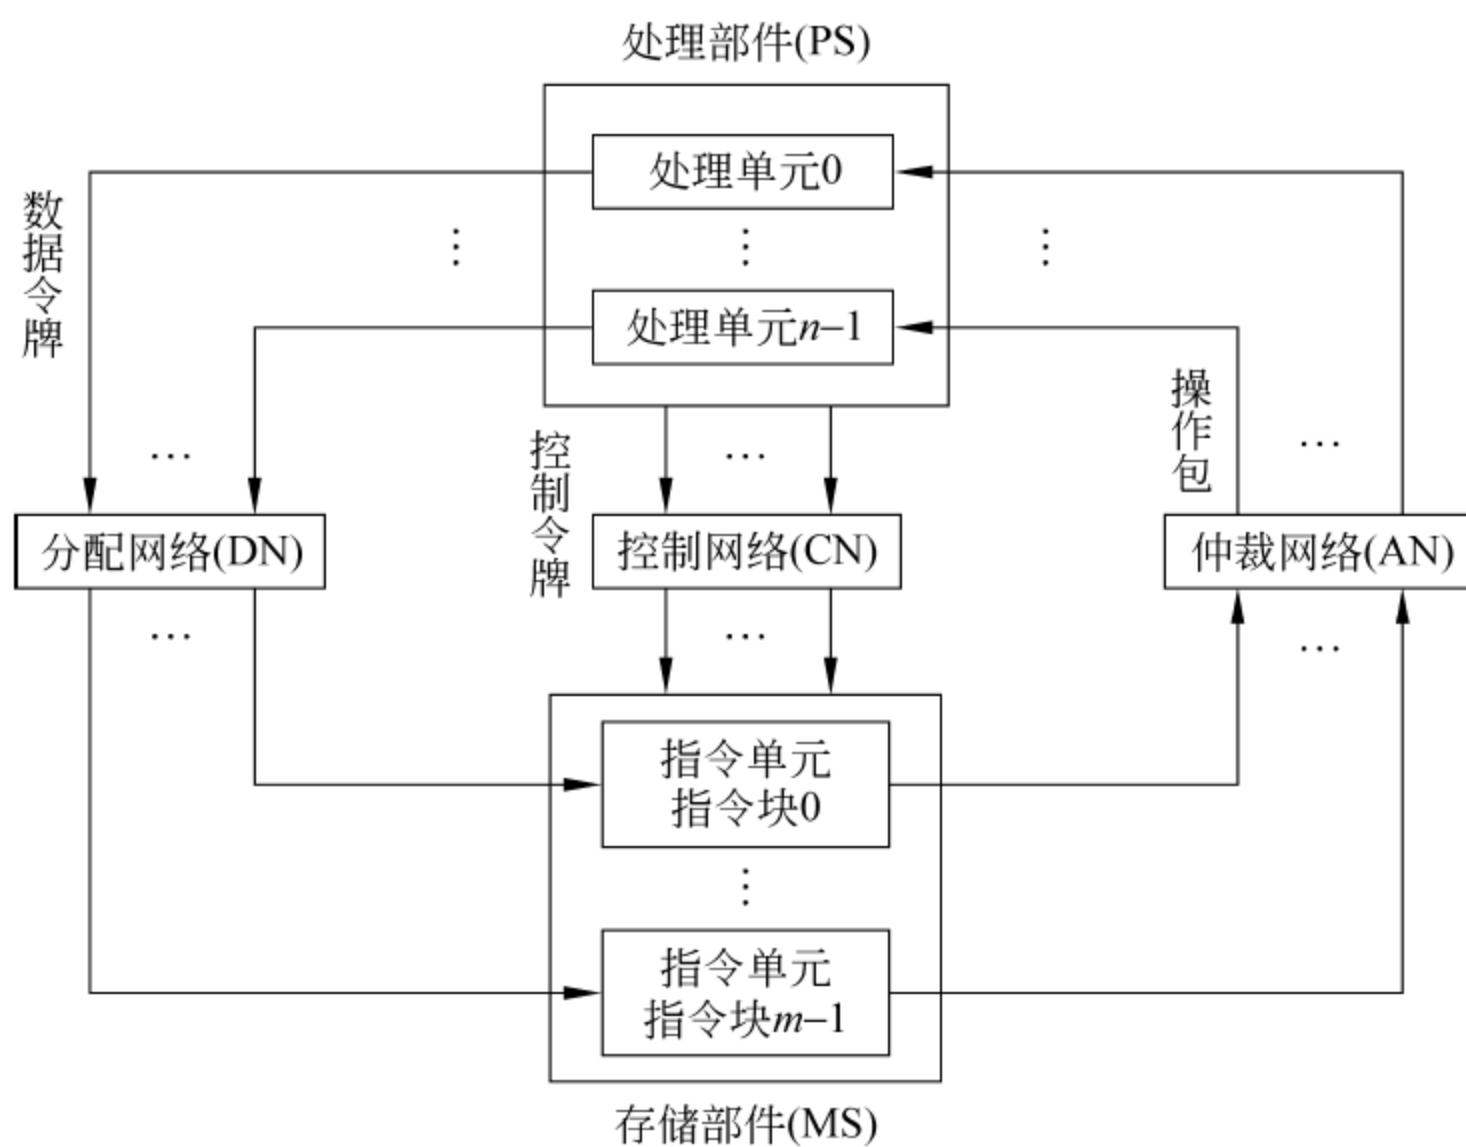 处理部件(PS)
处理单元0
数据令牌
⋮
⋮
⋮
处理单元n–1
操作包
…
…
…
控制令牌
分配网络(DN)
控制网络(CN)
仲裁网络(AN)
…
…
…
指令单元
指令块0
⋮
指令单元
指令块m–1
存储部件(MS)